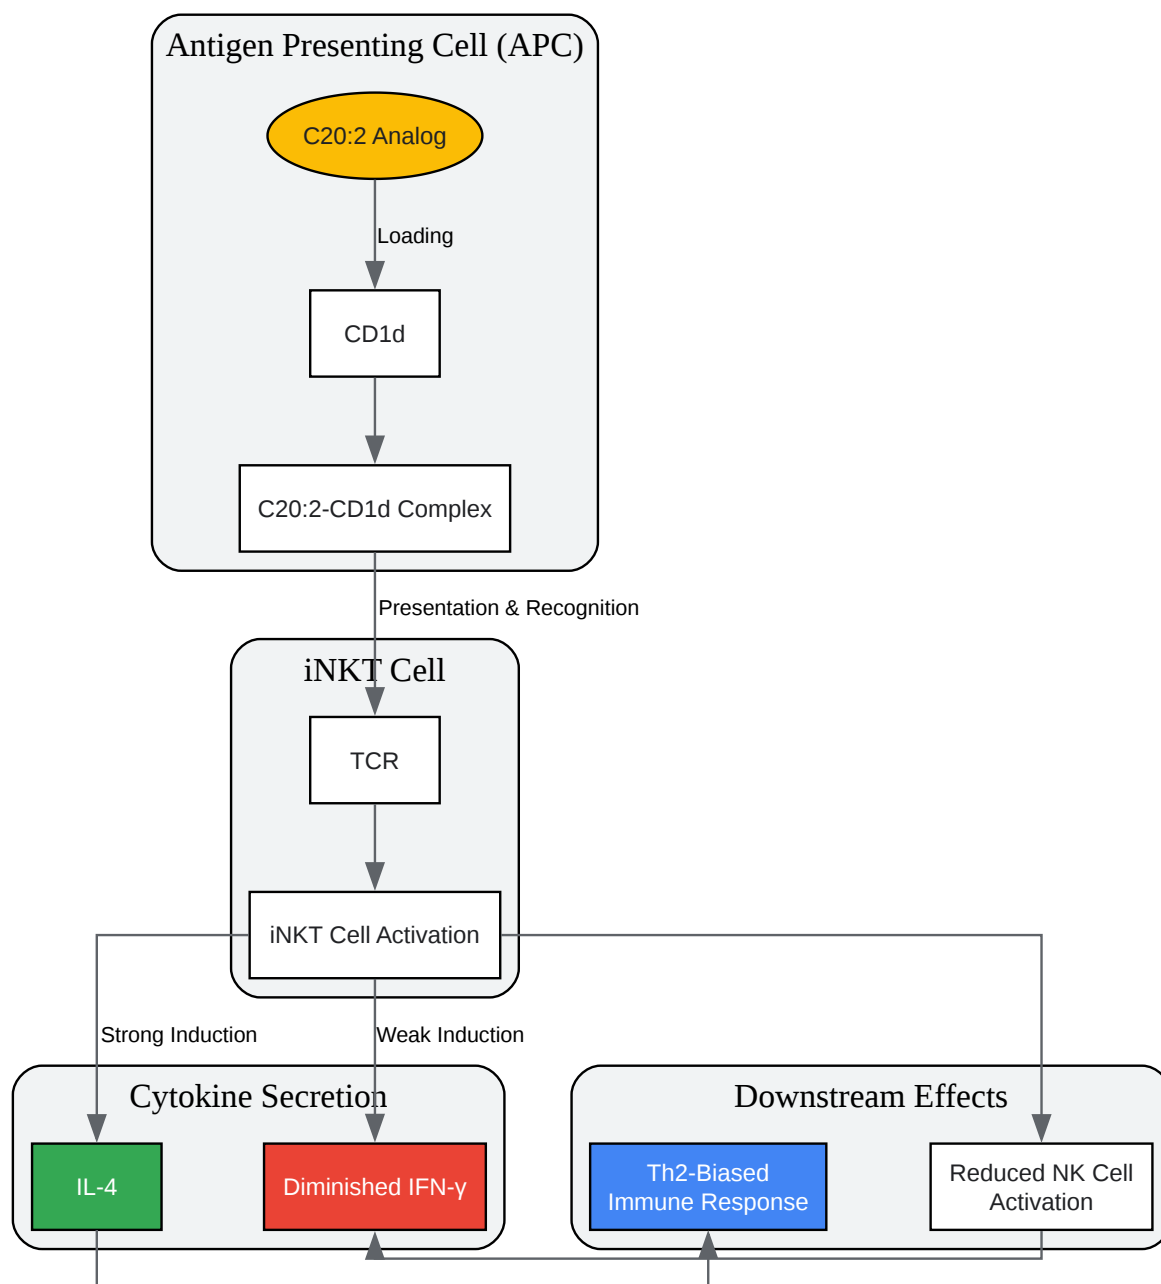 Antigen Presenting Cell (APC)
C20:2 Analog
Loading
CD1d
C20:2-CD1d Complex
Presentation & Recognition
iNKT Cell
TCR
iNKT Cell Activation
Strong Induction
Weak Induction
Cytokine Secretion
IL-4
Diminished IFN-γ
Downstream Effects
Th2-Biased
Immune Response
Reduced NK Cell
Activation